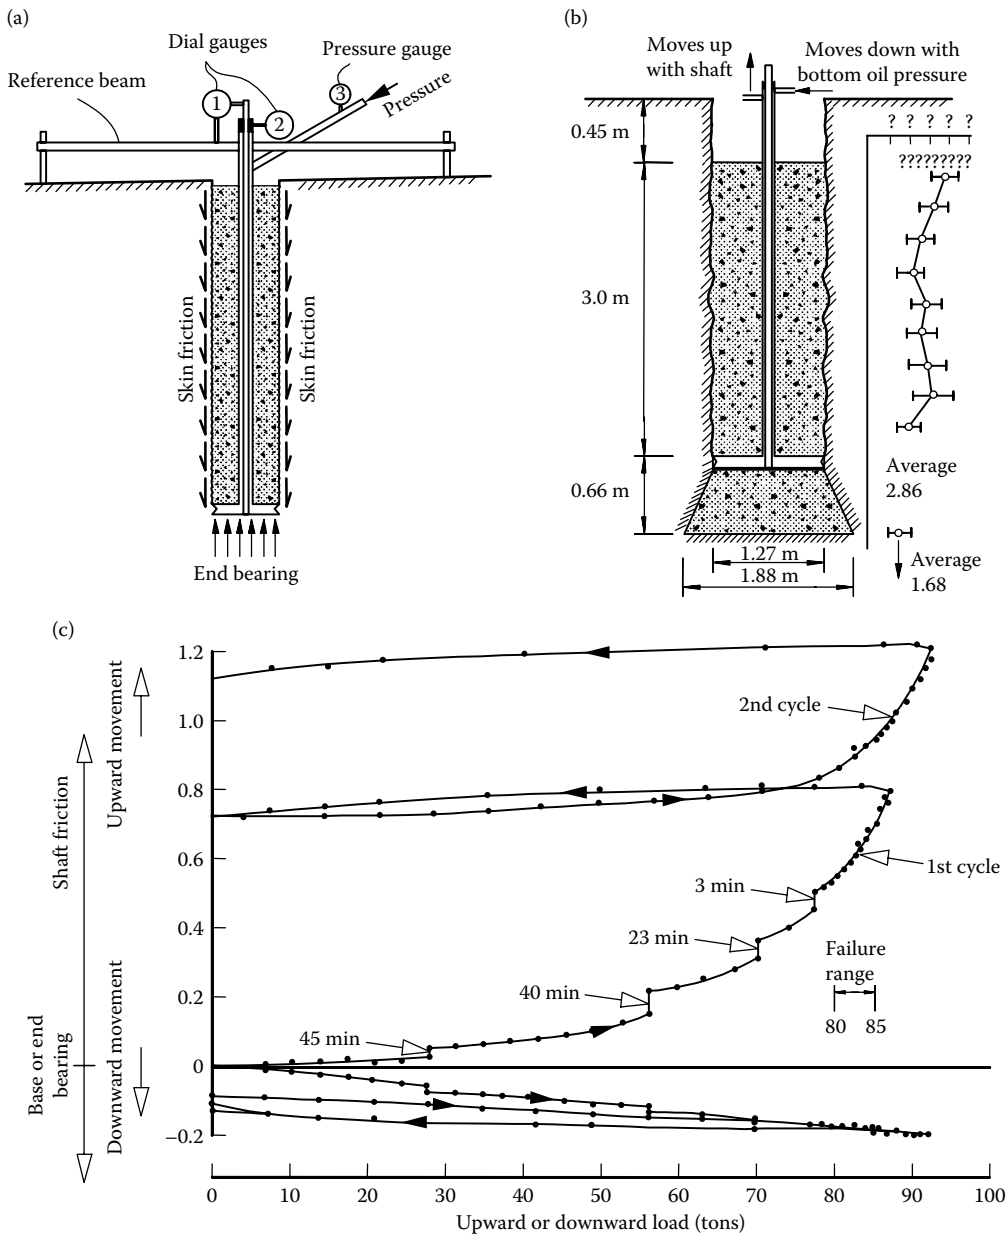 (a)
Dial gauges
Pressure gauge
Reference beam
1
2
3
Pressure
Skin friction
Skin friction
End bearing
(b)
Moves up
with shaft
Moves down with
bottom oil pressure
0.45 m
3.0 m
0.66 m
1.27 m
1.88 m
? ? ? ? ?
?????????
Average
2.86
Average
1.68
(c)
1.2
1.0
0.8
0.6
0.4
0.2
0
−0.2
Upward movement
Shaft friction
Downward movement
Base or end
bearing
2nd cycle
1st cycle
3 min
23 min
40 min
45 min
Failure
range
80 85
0 10 20 30 40 50 60 70 80 90 100
Upward or downward load (tons)